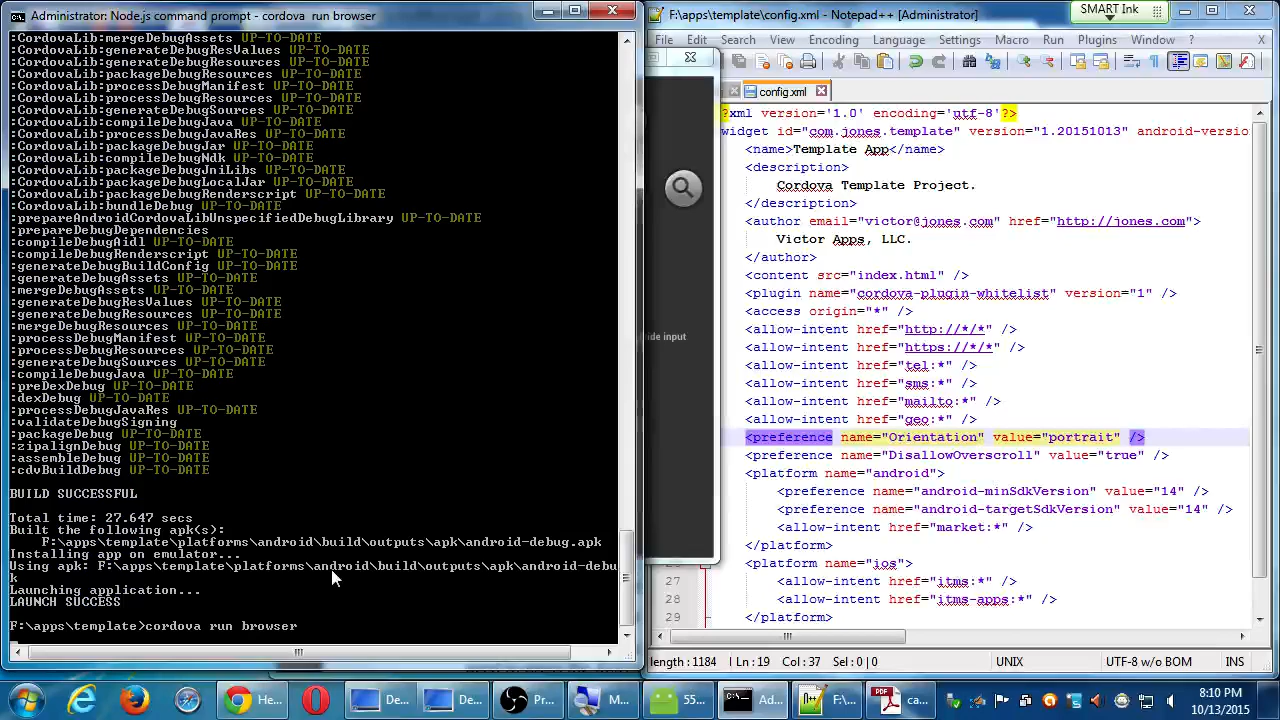 Administrator: Node.js command prompt - cordova  run browser
:CordovaLib:mergeDebugAssets UP-TO-DATE
:CordovaLib:generateDebugResValues UP-TO-DATE
:CordovaLib:generateDebugResources UP-TO-DATE
:CordovaLib:packageDebugResources UP-TO-DATE
:CordovaLib:processDebugManifest UP-TO-DATE
:CordovaLib:processDebugResources UP-TO-DATE
:CordovaLib:generateDebugSources UP-TO-DATE
:CordovaLib:compileDebugJava UP-TO-DATE
:CordovaLib:processDebugJavaRes UP-TO-DATE
:CordovaLib:packageDebugJar UP-TO-DATE
:CordovaLib:compileDebugNdk UP-TO-DATE
:CordovaLib:packageDebugJniLibs UP-TO-DATE
:CordovaLib:packageDebugLocalJar UP-TO-DATE
:CordovaLib:packageDebugRenderscript UP-TO-DATE
:CordovaLib:bundleDebug UP-TO-DATE
:prepareAndroidCordovaLibUnspecifiedDebugLibrary UP-TO-DATE
:prepareDebugDependencies
:compileDebugAidl UP-TO-DATE
:compileDebugRenderscript UP-TO-DATE
:generateDebugBuildConfig UP-TO-DATE
:generateDebugAssets UP-TO-DATE
:mergeDebugAssets UP-TO-DATE
:generateDebugResValues UP-TO-DATE
:generateDebugResources UP-TO-DATE
:mergeDebugResources UP-TO-DATE
:processDebugManifest UP-TO-DATE
:processDebugResources UP-TO-DATE
:generateDebugSources UP-TO-DATE
:compileDebugJava UP-TO-DATE
:preDexDebug UP-TO-DATE
:dexDebug UP-TO-DATE
:processDebugJavaRes UP-TO-DATE
:validateDebugSigning
:packageDebug UP-TO-DATE
:zipalignDebug UP-TO-DATE
:assembleDebug UP-TO-DATE
:cdvBuildDebug UP-TO-DATE
BUILD SUCCESSFUL
Total time: 27.647 secs
Built the following apk(s):
F:\apps\template\platforms\android\build\outputs\apk\android-debug.apk
Installing app on emulator...
Using apk: F:\apps\template\platforms\android\build\outputs\apk\android-debu
k
Launching application...
LAUNCH SUCCESS
F:\apps\template>cordova run browser
ide input
F:\apps\template\config.xml - Notepad++ [Administrator]
SMART Ink
File Edit Search View Encoding Language Settings Macro Run Plugins Window ? X
config.xml
?xml version='1.0' encoding='utf-8'?>
widget id="com.jones.template" version="1.20151013" android-versio
<name>Template App</name>
<description>
Cordova Template Project.
</description>
<author email="victor@jones.com" href="http://jones.com">
Victor Apps, LLC.
</author>
<content src="index.html" />
<plugin name="cordova-plugin-whitelist" version="1" />
<access origin="*" />
<allow-intent href="http://*/*" />
<allow-intent href="https://*/*" />
<allow-intent href="tel:*" />
<allow-intent href="sms:*" />
<allow-intent href="mailto:*" />
<allow-intent href="geo:*" />
<preference name="Orientation" value="portrait" />
<preference name="DisallowOverscroll" value="true" />
<platform name="android">
<preference name="android-minSdkVersion" value="14" />
<preference name="android-targetSdkVersion" value="14" />
<allow-intent href="market:*" />
</platform>
<platform name="ios">
27 <allow-intent href="itms:*" />
28 <allow-intent href="itms-apps:*" />
29 </platform>
length : 1184 Ln : 19 Col : 37 Sel : 0 | 0 UNIX UTF-8 w/o BOM INS
He... De... De... Pr... M... 55... Ad... F:\... ca...
8:10 PM
10/13/2015